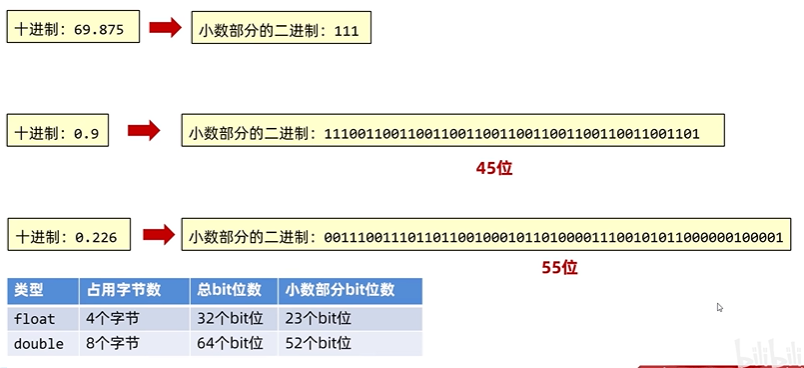 十进制：69.875 小数部分的二进制：111
十进制：0.9 小数部分的二进制：111001100110011001100110011001100110011001101
45位
十进制：0.226 小数部分的二进制：0011100111011011001000101101000011100101011000000100001
55位
类型 占用字节数 总bit位数 小数部分bit位数
float 4个字节 32个bit位 23个bit位
double 8个字节 64个bit位 52个bit位
bilibili